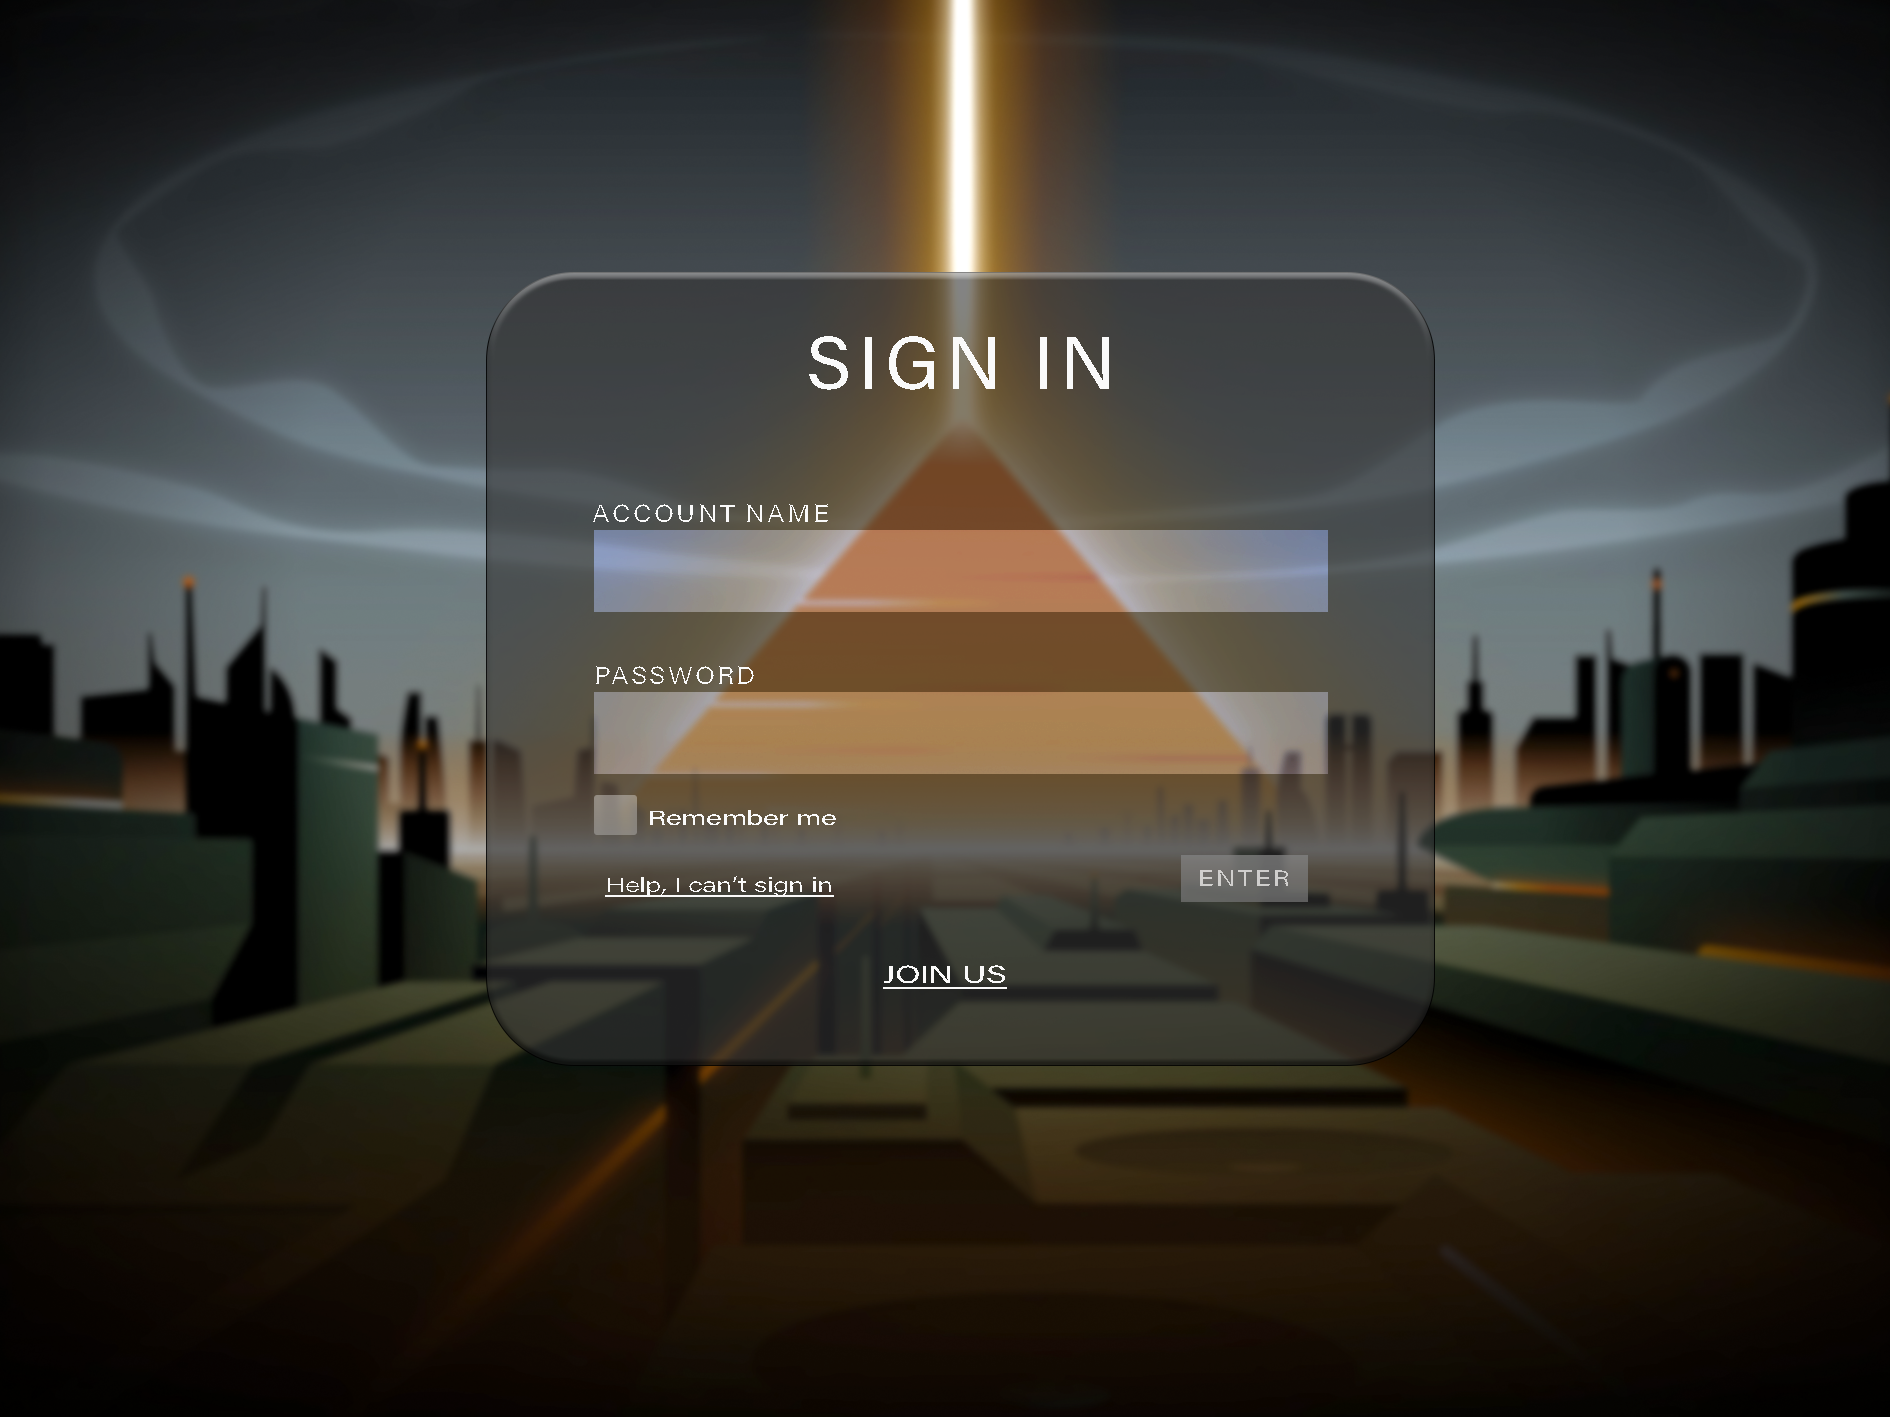 SIGN IN
ACCOUNT NAME
PASSWORD
Remember me
Help, I can't sign in
ENTER
JOIN US